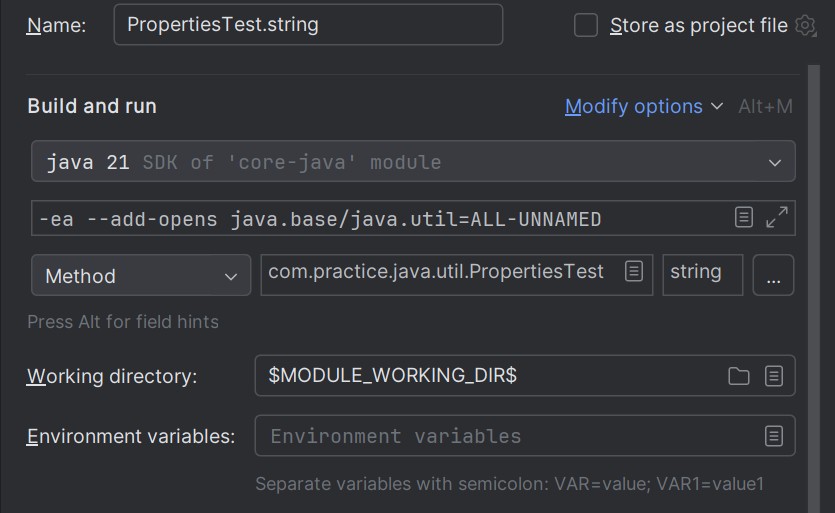 Name: PropertiesTest.string Store as project file
Build and run Modify options Alt+M
java 21 SDK of 'core-java' module
-ea --add-opens java.base/java.util=ALL-UNNAMED
Method com.practice.java.util.PropertiesTest string ...
Press Alt for field hints
Working directory: $MODULE_WORKING_DIR$
Environment variables: Environment variables
Separate variables with semicolon: VAR=value; VAR1=value1